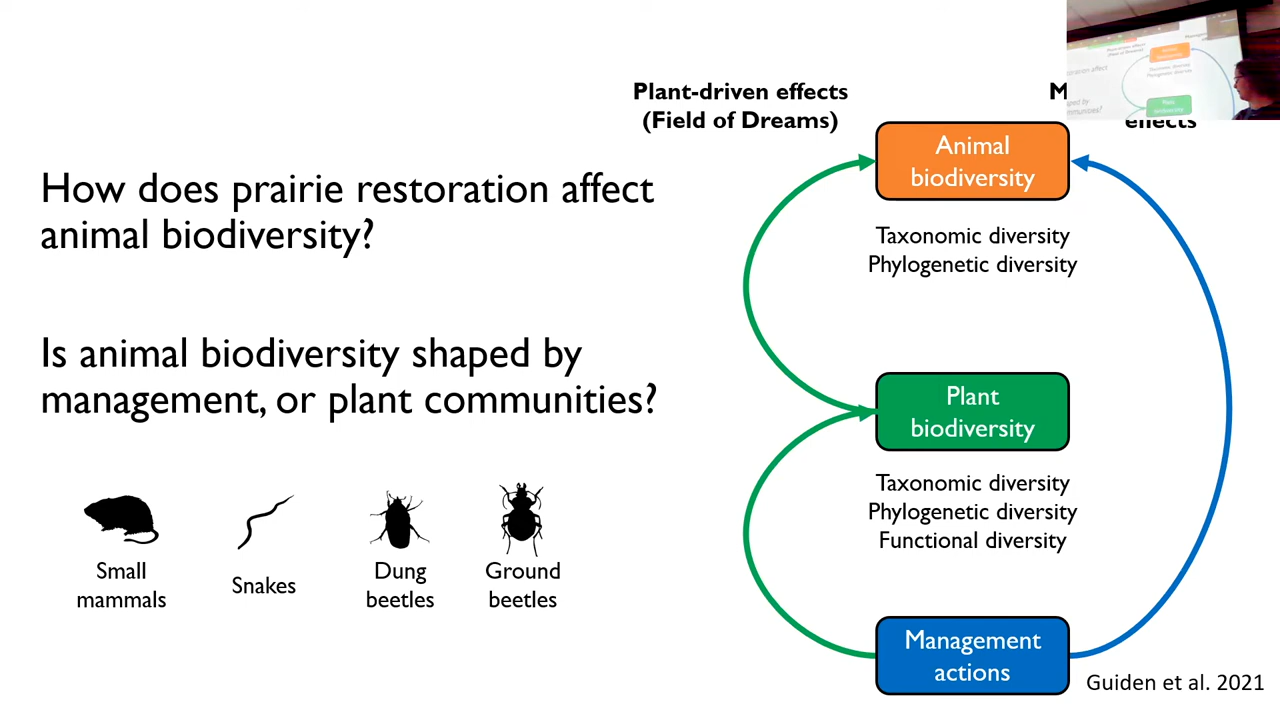 Plant-driven effects
(Field of Dreams)
M
effects
How does prairie restoration affect
animal biodiversity?
Is animal biodiversity shaped by
management, or plant communities?
Small
mammals
Snakes
Dung
beetles
Ground
beetles
Animal
biodiversity
Taxonomic diversity
Phylogenetic diversity
Plant
biodiversity
Taxonomic diversity
Phylogenetic diversity
Functional diversity
Management
actions
Guiden et al. 2021